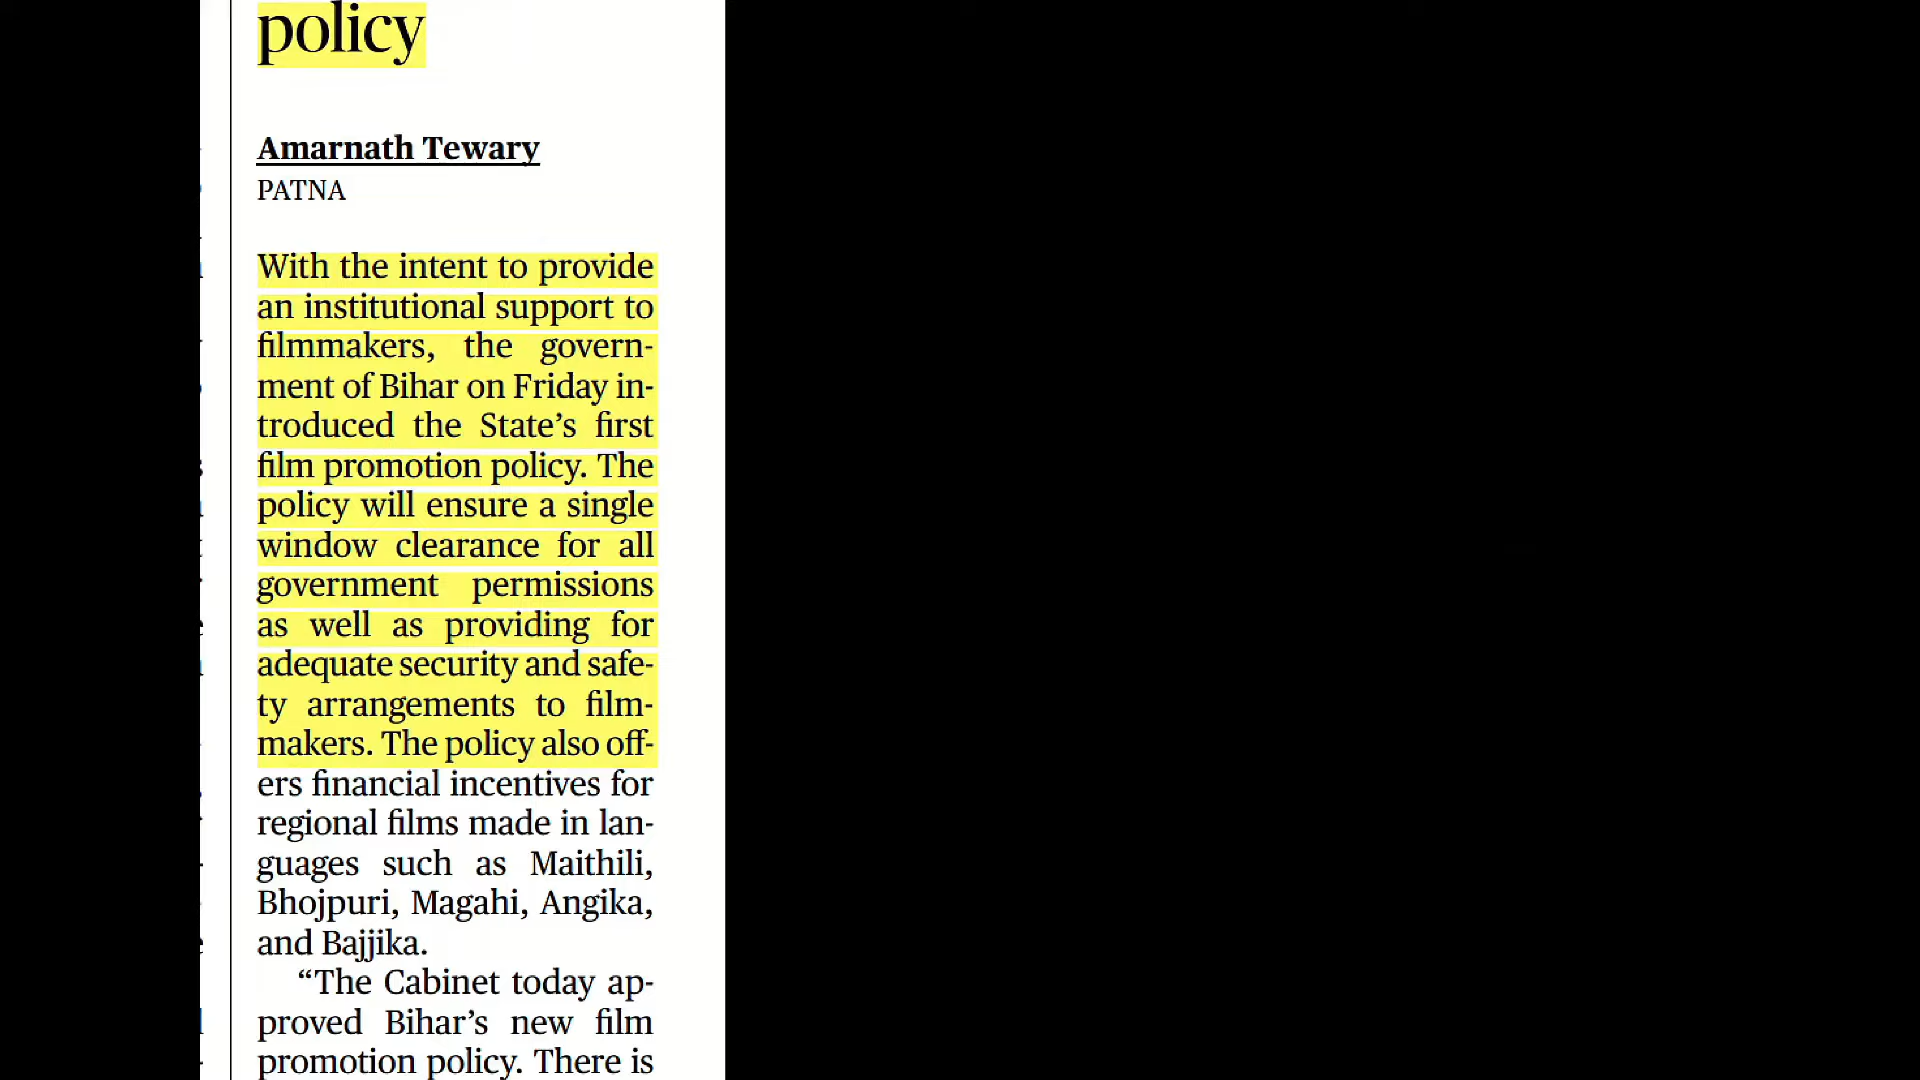 policy
Amarnath Tewary
PATNA
With the intent to provide
an institutional support to
filmmakers, the govern-
ment of Bihar on Friday in-
troduced the State’s first
film promotion policy. The
policy will ensure a single
window clearance for all
government permissions
as well as providing for
adequate security and safe-
ty arrangements to film-
makers. The policy also off-
ers financial incentives for
regional films made in lan-
guages such as Maithili,
Bhojpuri, Magahi, Angika,
and Bajjika.
“The Cabinet today ap-
proved Bihar’s new film
promotion policy. There is